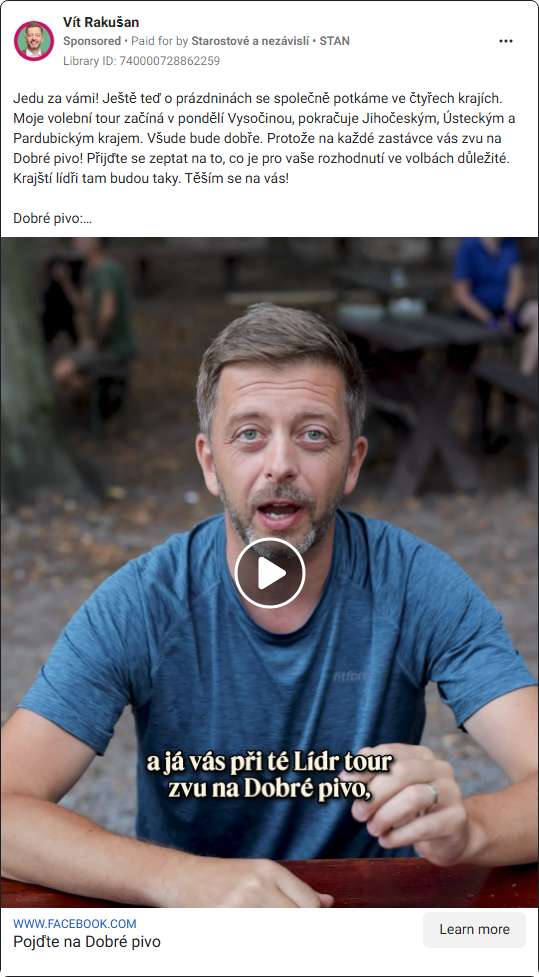 Vít Rakušan
Sponsored • Paid for by Starostové a nezávislí • STAN
Library ID: 740000728862259
Jedu za vámi! Ještě teď o prázdninách se společně potkáme ve čtyřech krajích.
Moje volební tour začíná v pondělí Vysočinou, pokračuje Jihočeským, Ústeckým a
Pardubickým krajem. Všude bude dobře. Protože na každé zastávce vás zvu na
Dobré pivo! Přijďte se zeptat na to, co je pro vaše rozhodnutí ve volbách důležité.
Krajští lídři tam budou taky. Těším se na vás!
Dobré pivo:...
a já vás při té Lídr tour
zvu na Dobré pivo,
WWW.FACEBOOK.COM
Pojďte na Dobré pivo
Learn more